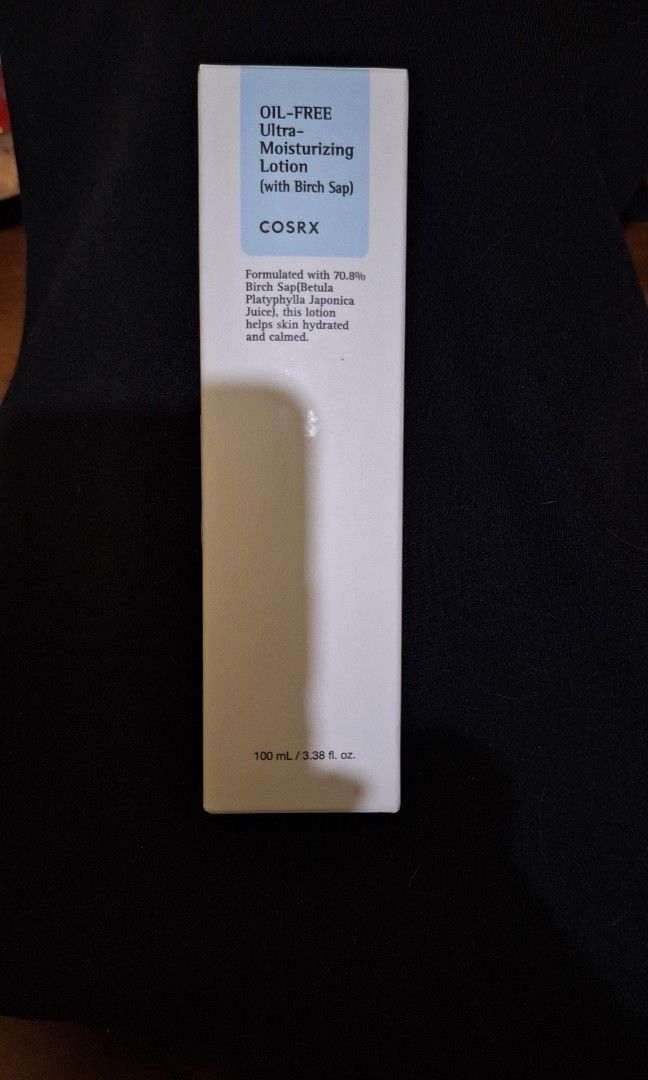 OIL-FREE
Ultra-
Moisturizing
Lotion
(with Birch Sap)
COSRX
Formulated with 70.8%
Birch Sap(Betula
Platyphylla Japonica
Juice), this lotion
helps skin hydrated
and calmed.
100 mL / 3.38 fl. oz.